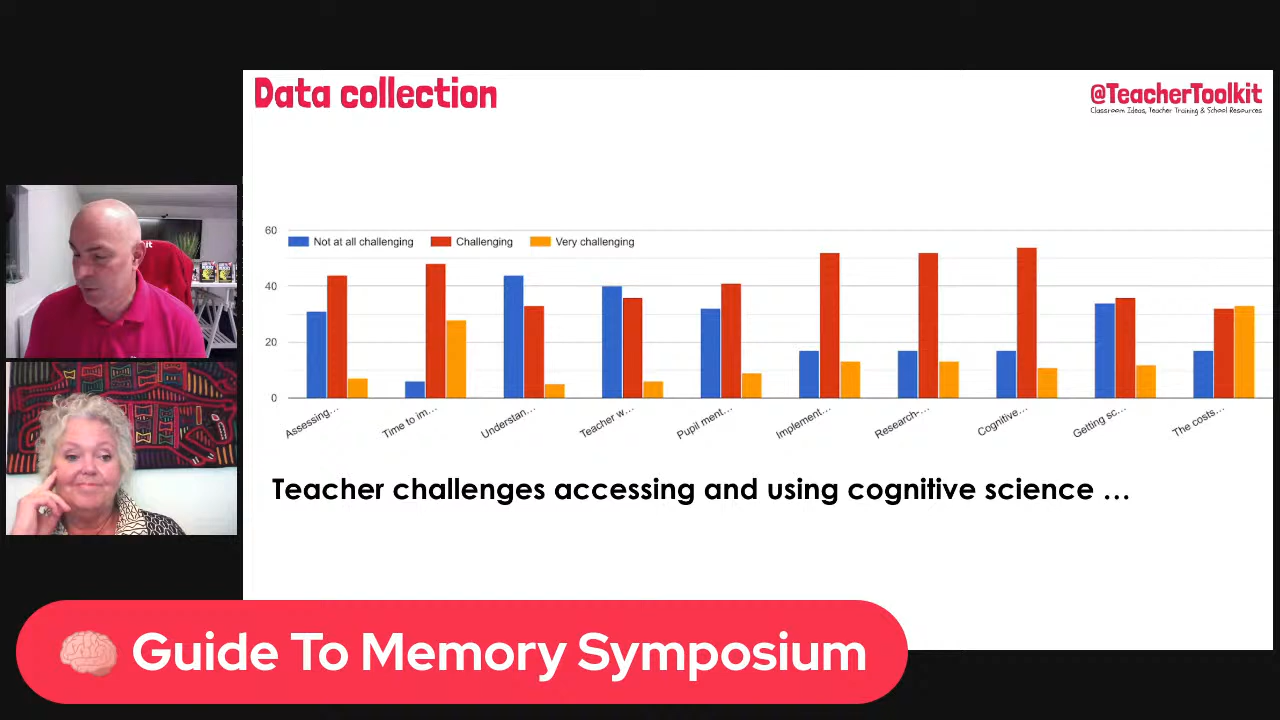 Data collection
@TeacherToolkit
Classroom Ideas, Teacher Training & School Resources
60
Not at all challenging
Challenging
Very challenging
40
20
0
Assessing…
Time to im…
Understan…
Teacher w…
Pupil ment…
Implement…
Research-…
Cognitive…
Getting sc…
The costs…
Teacher challenges accessing and using cognitive science …
Guide To Memory Symposium